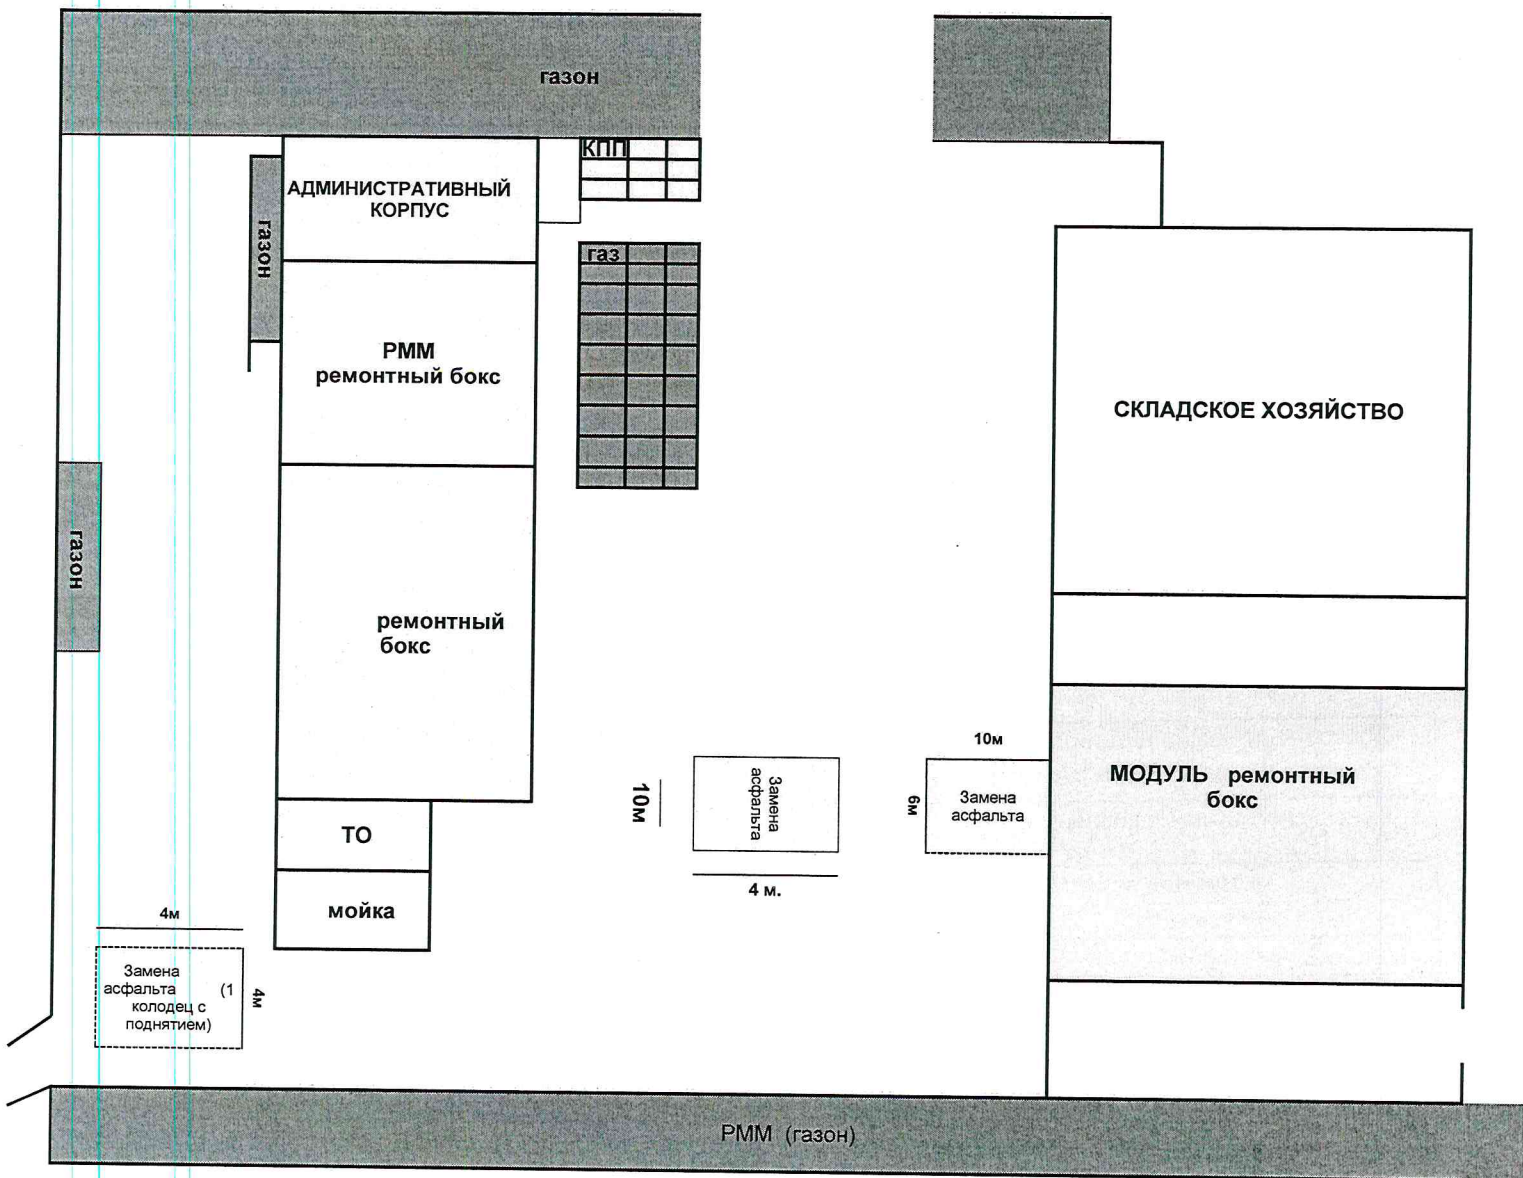 газон
КПП
АДМИНИСТРАТИВНЫЙ
КОРПУС
газон
газ
РММ
ремонтный бокс
СКЛАДСКОЕ ХОЗЯЙСТВО
газон
ремонтный
бокс
10м
МОДУЛЬ ремонтный
бокс
10м
Замена
асфальта
6м
Замена
асфальта
ТО
4 м.
мойка
4м
Замена
асфальта (1
колодец с
поднятием)
4м
РММ (газон)